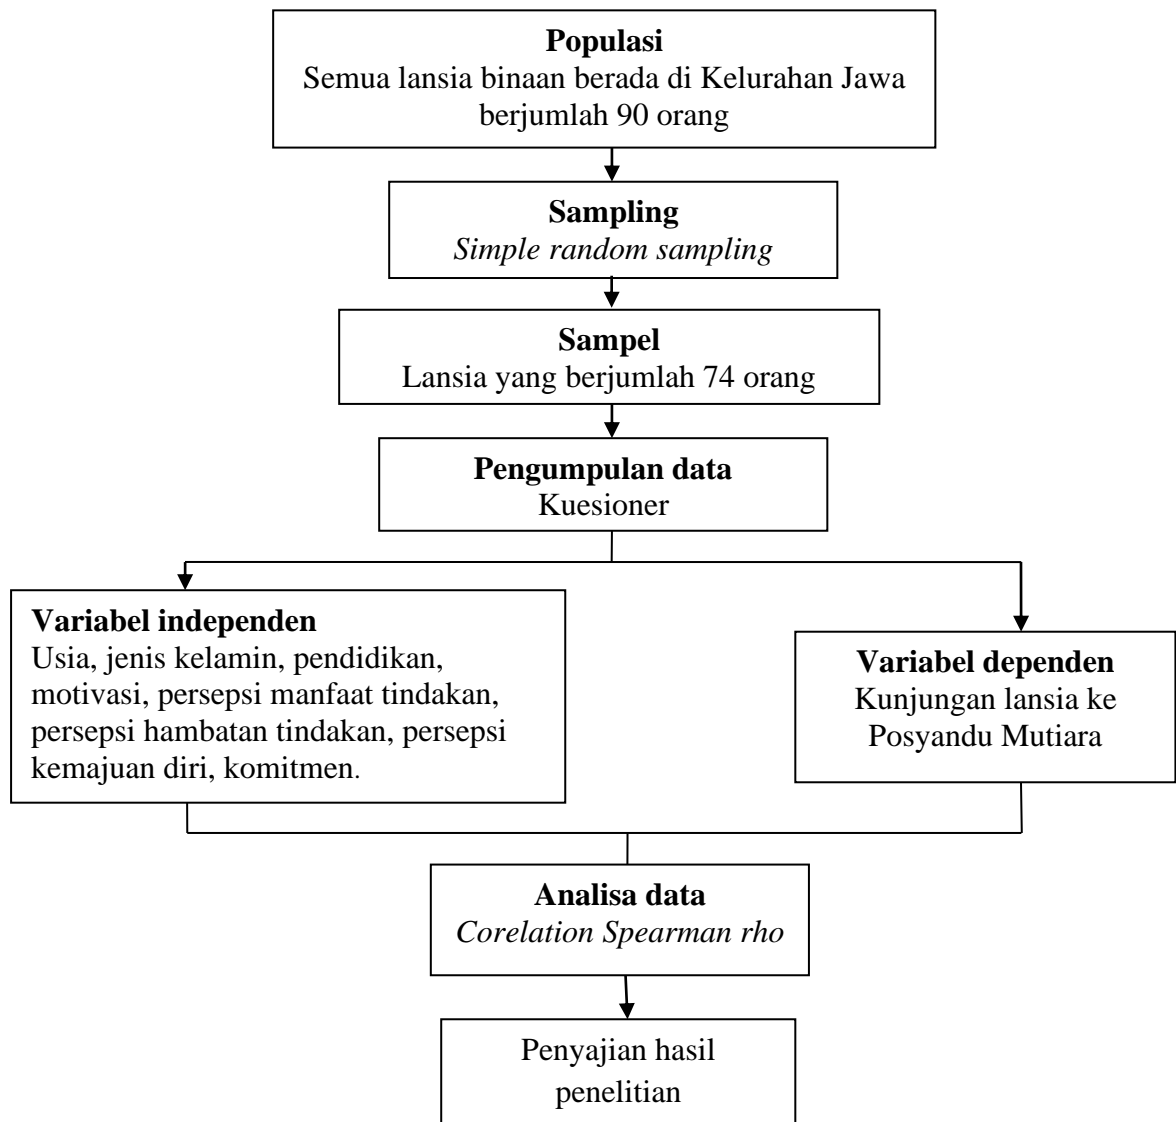 Populasi
Semua lansia binaan berada di Kelurahan Jawa
berjumlah 90 orang
Sampling
Simple random sampling
Sampel
Lansia yang berjumlah 74 orang
Pengumpulan data
Kuesioner
Variabel independen
Usia, jenis kelamin, pendidikan,
motivasi, persepsi manfaat tindakan,
persepsi hambatan tindakan, persepsi
kemajuan diri, komitmen.
Variabel dependen
Kunjungan lansia ke
Posyandu Mutiara
Analisa data
Corelation Spearman rho
Penyajian hasil
penelitian